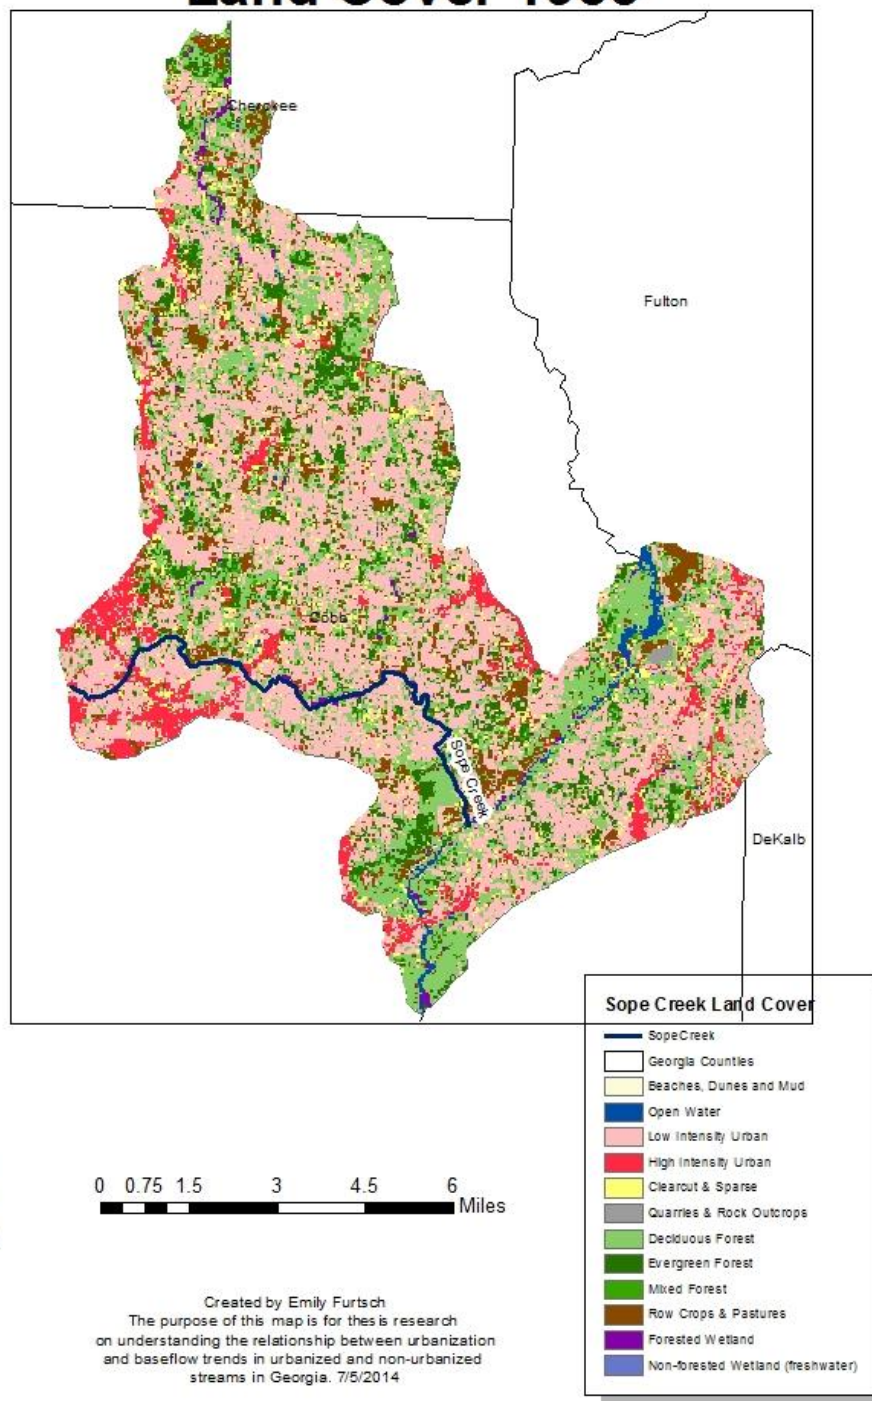 Cherokee
Fulton
Cobb
Sope Creek
DeKalb
Sope Creek Land Cover
SopeCreek
Georgia Counties
Beaches, Dunes and Mud
Open Water
Low Intensity Urban
High Intensity Urban
Clearcut & Sparse
Quarries & Rock Outcrops
Deciduous Forest
Evergreen Forest
Mixed Forest
Row Crops & Pastures
Forested Wetland
Non-forested Wetland (freshwater)
0 0.75 1.5 3 4.5 6
Miles
Created by Emily Furtsch
The purpose of this map is for thesis research
on understanding the relationship between urbanization
and baseflow trends in urbanized and non-urbanized
streams in Georgia. 7/5/2014